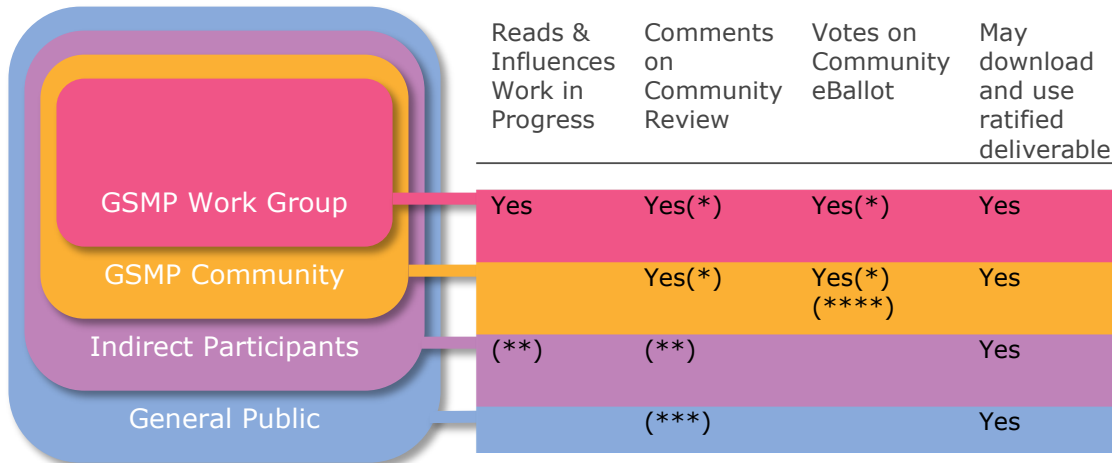 Reads &
Influences
Work in
Progress
Comments
on
Community
Review
Votes on
Community
eBallot
May
download
and use
ratified
deliverable
GSMP Work Group
Yes
Yes(*)
Yes(*)
Yes
GSMP Community
Yes(*)
Yes(*)
(****)
Yes
Indirect Participants
(**)
(**)
Yes
General Public
(***)
Yes